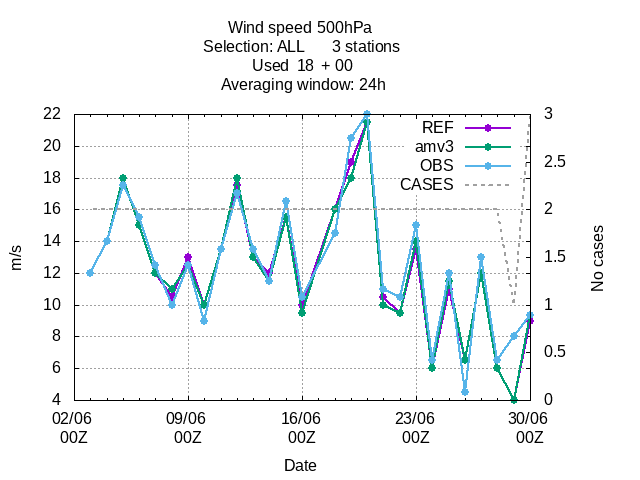 Wind speed 500hPa
Selection: ALL 3 stations
Used 18 + 00
Averaging window: 24h
22
20
18
16
14
12
10
8
6
4
3
2.5
2
1.5
1
0.5
0
REF
amv3
OBS
CASES
m/s
No cases
02/06 09/06 16/06 23/06 30/06
00Z 00Z 00Z 00Z 00Z
Date